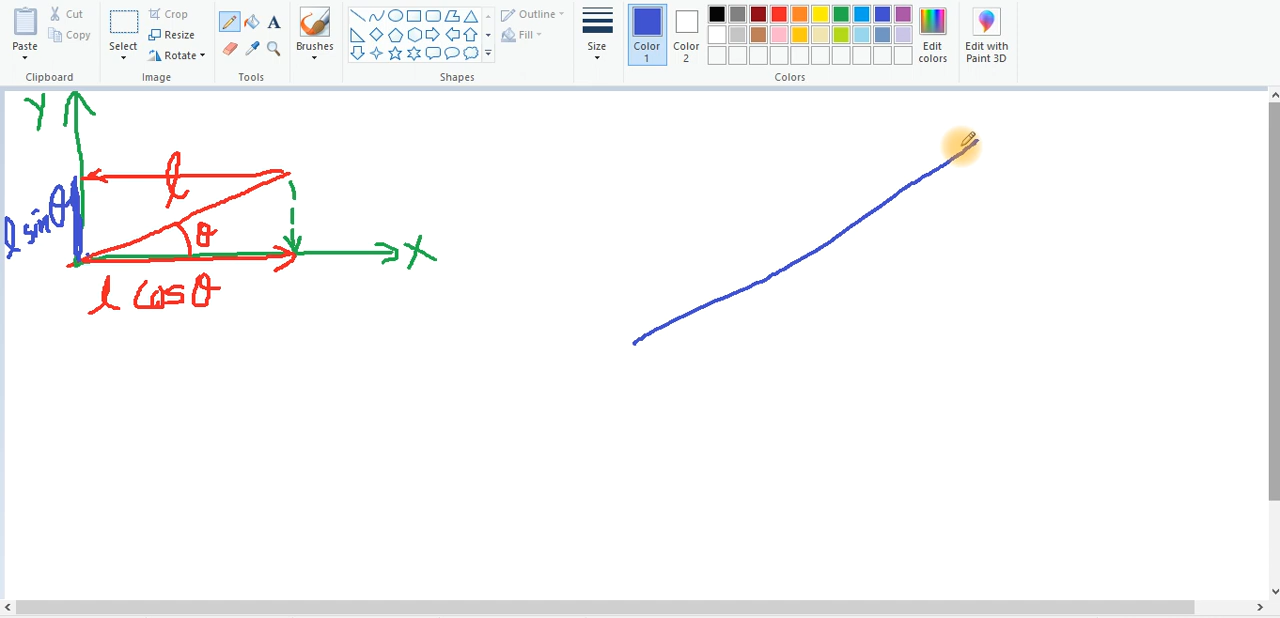 Paste
Cut
Copy
Clipboard
Select
Crop
Resize
Rotate
Image
A
Tools
Brushes
Outline
Fill
Shapes
Size
Color 1
Color 2
Edit colors
Colors
Edit with Paint 3D
Y
l
l sinθ
θ
X
l Cosθ